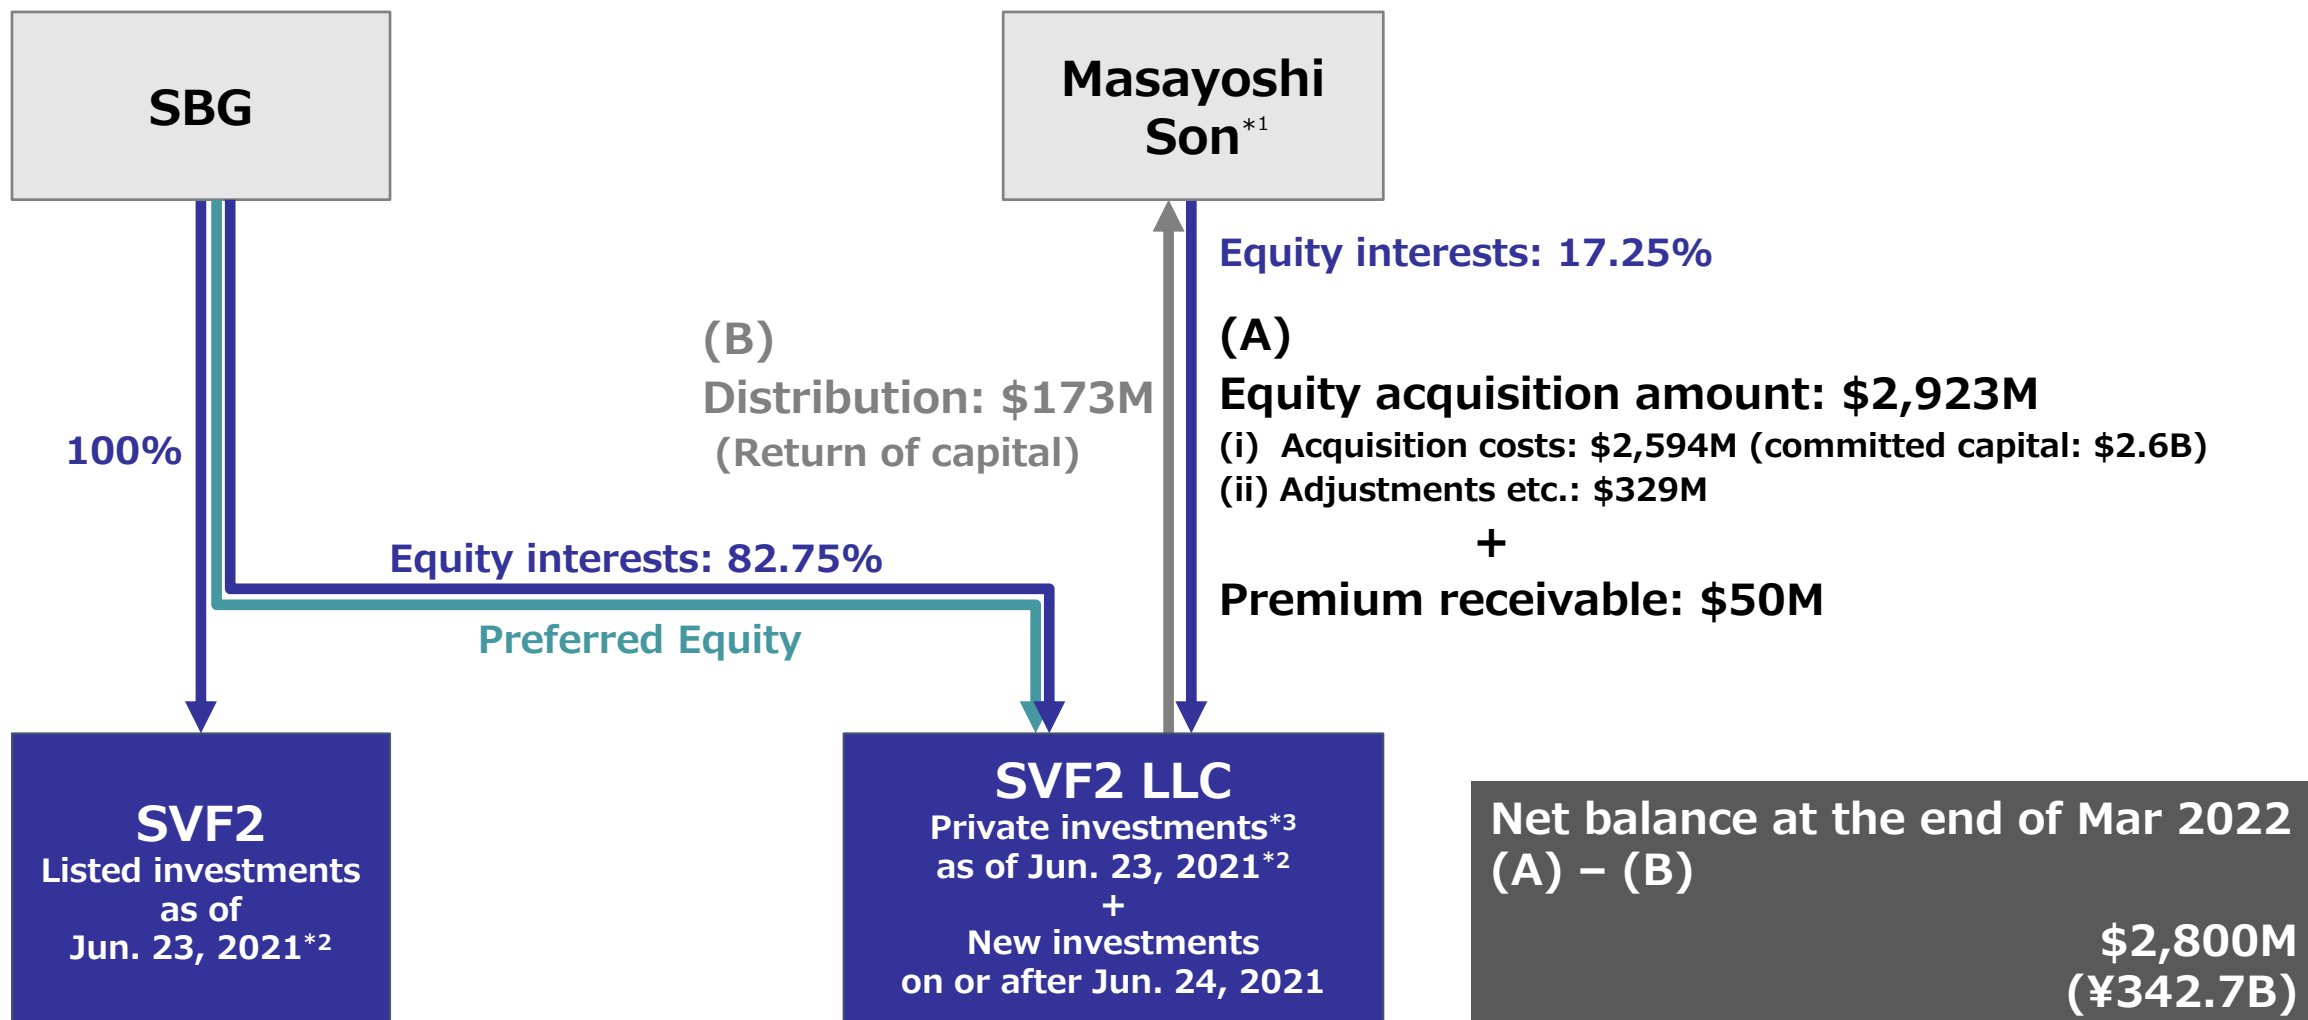 SBG
Masayoshi
Son*1
Equity interests: 17.25%
(A)
Equity acquisition amount: $2,923M
(i) Acquisition costs: $2,594M (committed capital: $2.6B)
(ii) Adjustments etc.: $329M
+
Premium receivable: $50M
(B)
Distribution: $173M
(Return of capital)
100%
Equity interests: 82.75%
Preferred Equity
SVF2
Listed investments
as of
Jun. 23, 2021*2
SVF2 LLC
Private investments*3
as of Jun. 23, 2021*2
+
New investments
on or after Jun. 24, 2021
Net balance at the end of Mar 2022
(A) − (B)
$2,800M
(¥342.7B)